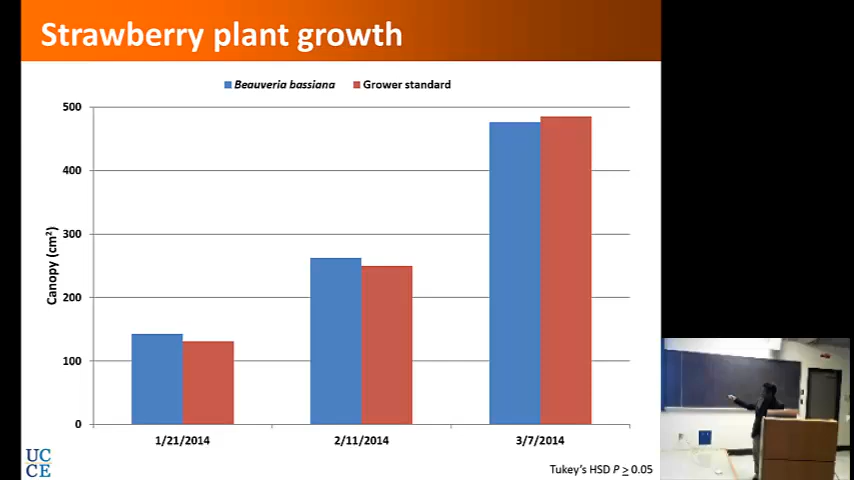 Strawberry plant growth
Beauveria bassiana Grower standard
500
400
300
200
100
0
Canopy (cm²)
1/21/2014 2/11/2014 3/7/2014
Tukey's HSD P ≥ 0.05
UC
CE